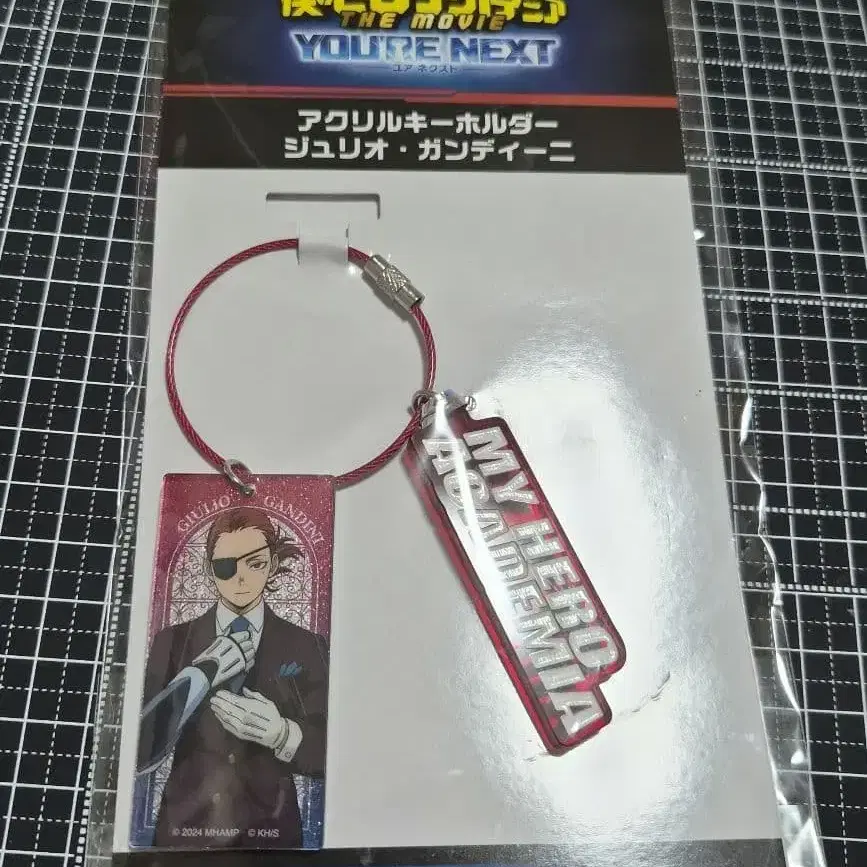 THE MOVIE
YOU'RE NEXT
ユア ネクスト
アクリルキーホルダー
ジュリオ・ガンディーニ
GIULIO GANDINI
MY HERO
ACADEMIA
© 2024 MHAMP © KH/S